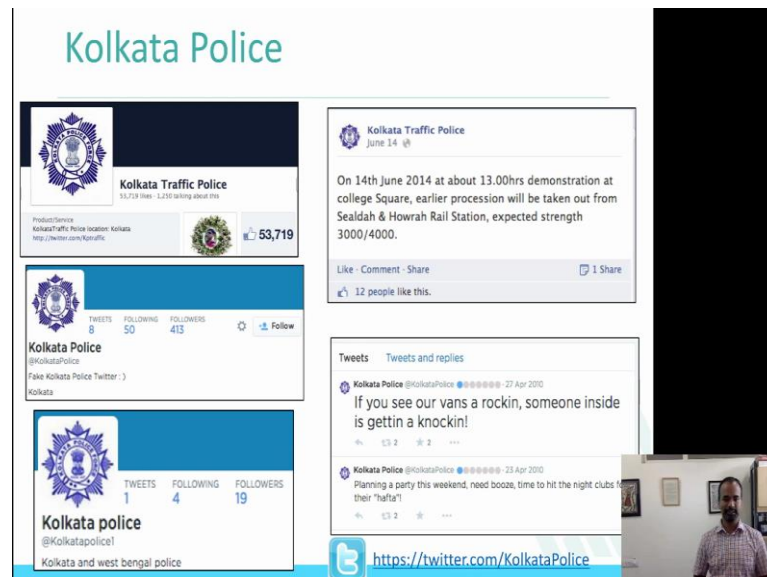 Kolkata Police
Kolkata Traffic Police
53,719 likes · 1,250 talking about this
Product/Service
KolkataTraffic Police location: Kolkata
http://twitter.com/Kptraffic
53,719
TWEETS FOLLOWING FOLLOWERS
8 50 413
Follow
Kolkata Police
@KolkataPolice
Fake Kolkata Police Twitter : )
Kolkata
TWEETS FOLLOWING FOLLOWERS
1 4 19
Kolkata police
@Kolkatapolice1
Kolkata and west bengal police
Kolkata Traffic Police
June 14
On 14th June 2014 at about 13.00hrs demonstration at
college Square, earlier procession will be taken out from
Sealdah & Howrah Rail Station, expected strength
3000/4000.
Like · Comment · Share 1 Share
12 people like this.
Tweets Tweets and replies
Kolkata Police @KolkataPolice · 27 Apr 2010
If you see our vans a rockin, someone inside
is gettin a knockin!
2 2
Kolkata Police @KolkataPolice · 23 Apr 2010
Planning a party this weekend, need booze, time to hit the night clubs
their "hafta"!
2
https://twitter.com/KolkataPolice